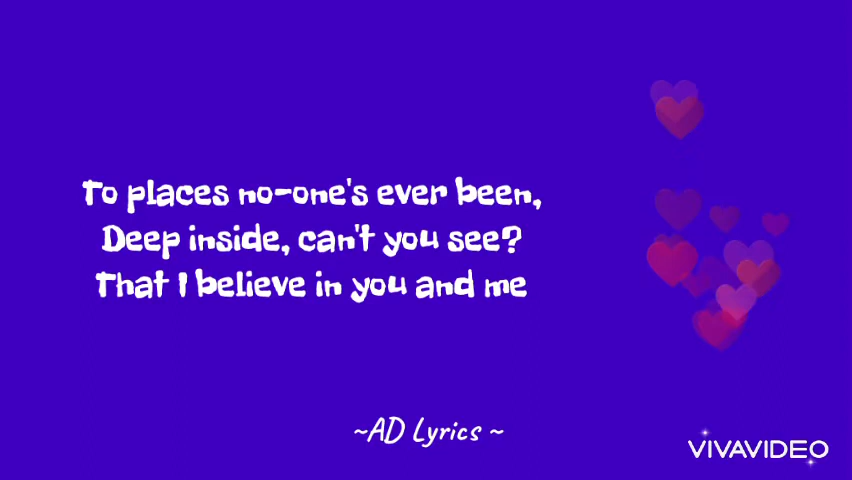 To places no-one's ever been,
Deep inside, can't you see?
That I believe in you and me
~AD Lyrics ~
VIVAVIDEO